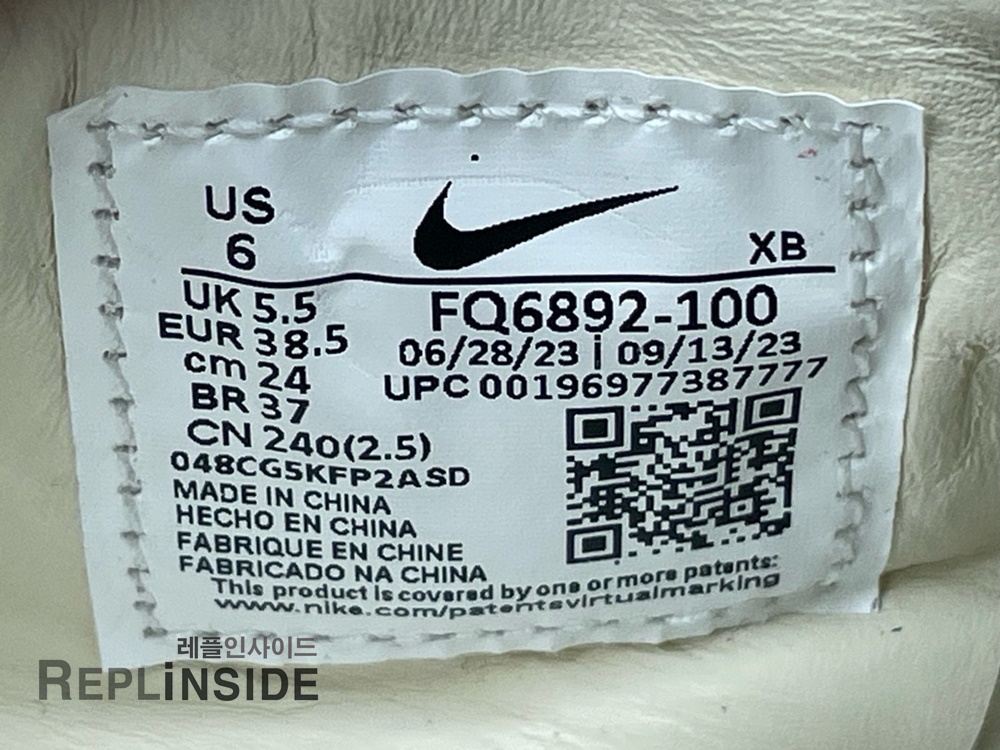 US
6
XB
UK 5.5
EUR 38.5
cm 24
BR 37
CN 240(2.5)
FQ6892-100
06/28/23 | 09/13/23
UPC 00196977387777
048CG5KFP2ASD
MADE IN CHINA
HECHO EN CHINA
FABRIQUE EN CHINE
FABRICADO NA CHINA
This product is covered by one or more patents:
www.nike.com/patentsvirtualmarking
레플인사이드
REPLiNSIDE